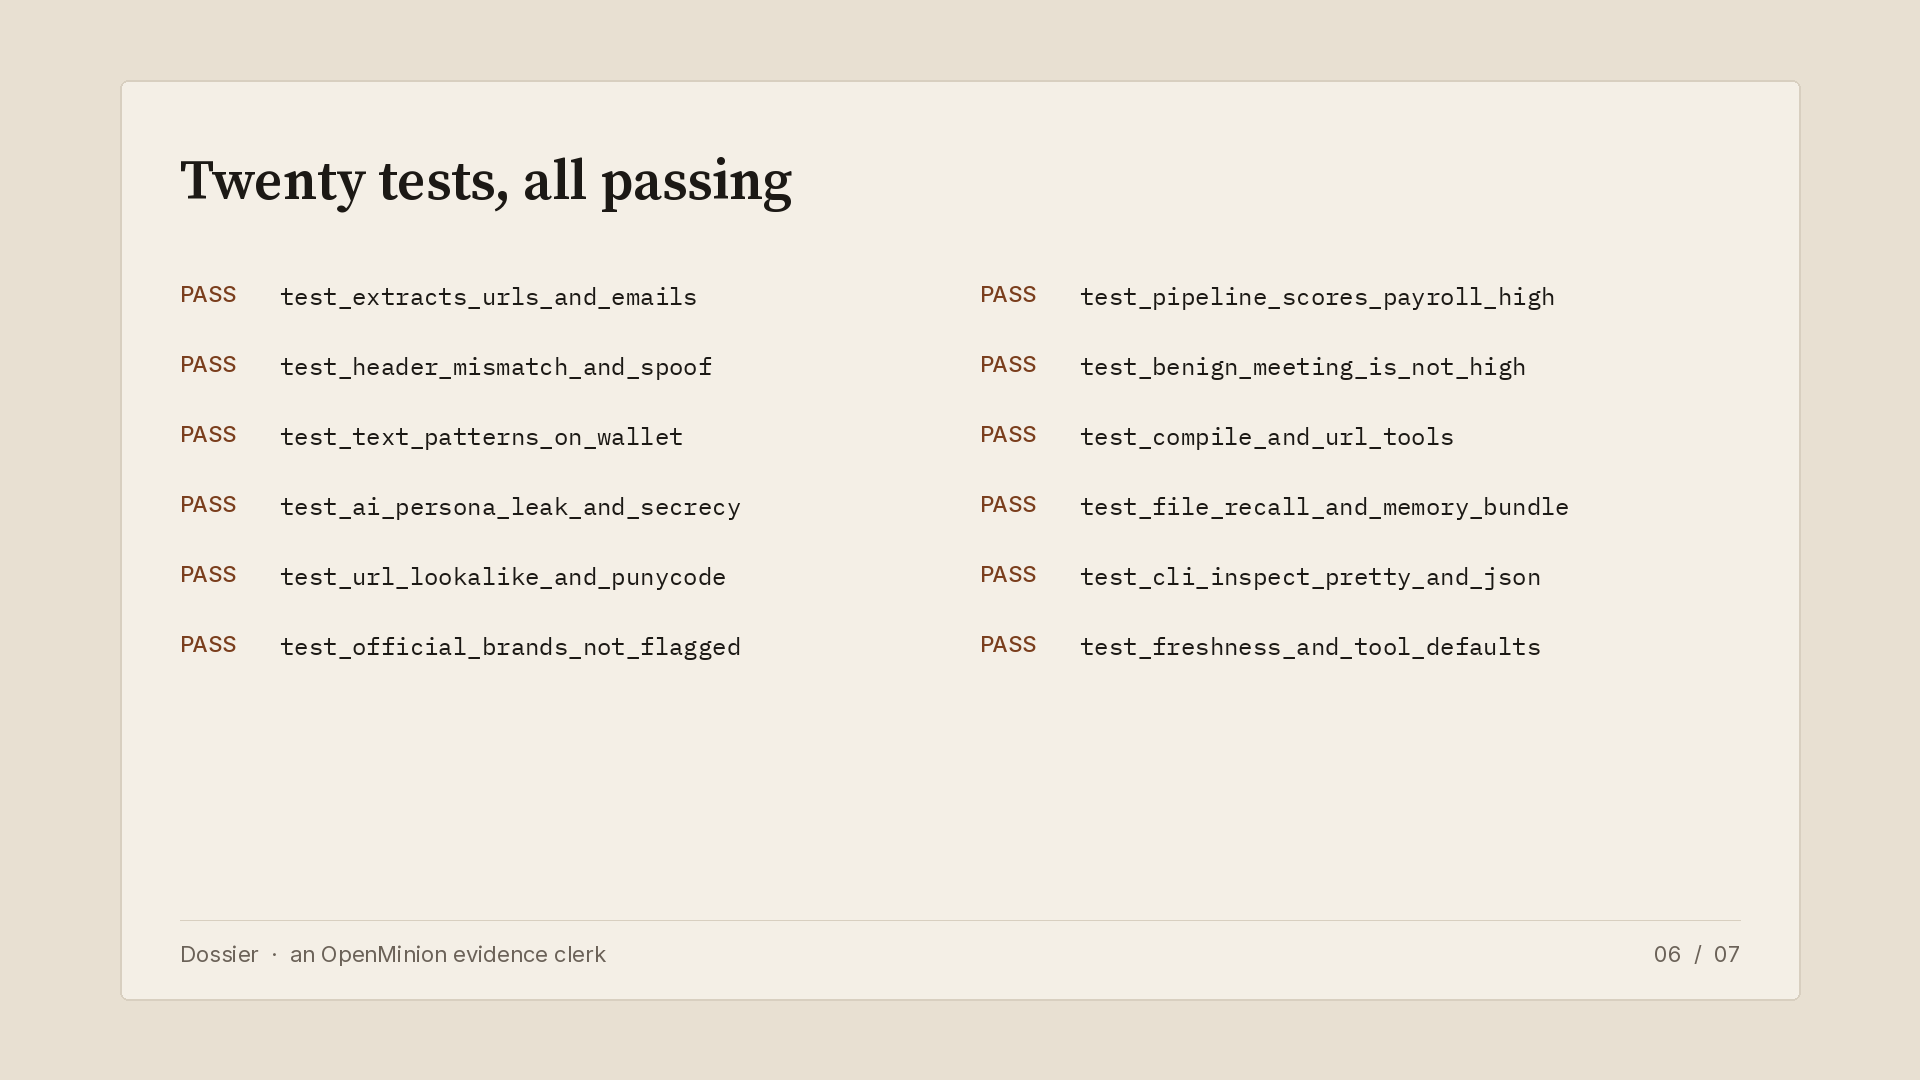 Twenty tests, all passing
PASS test_extracts_urls_and_emails
PASS test_header_mismatch_and_spoof
PASS test_text_patterns_on_wallet
PASS test_ai_persona_leak_and_secrecy
PASS test_url_lookalike_and_punycode
PASS test_official_brands_not_flagged
PASS test_pipeline_scores_payroll_high
PASS test_benign_meeting_is_not_high
PASS test_compile_and_url_tools
PASS test_file_recall_and_memory_bundle
PASS test_cli_inspect_pretty_and_json
PASS test_freshness_and_tool_defaults
Dossier · an OpenMinion evidence clerk
06 / 07